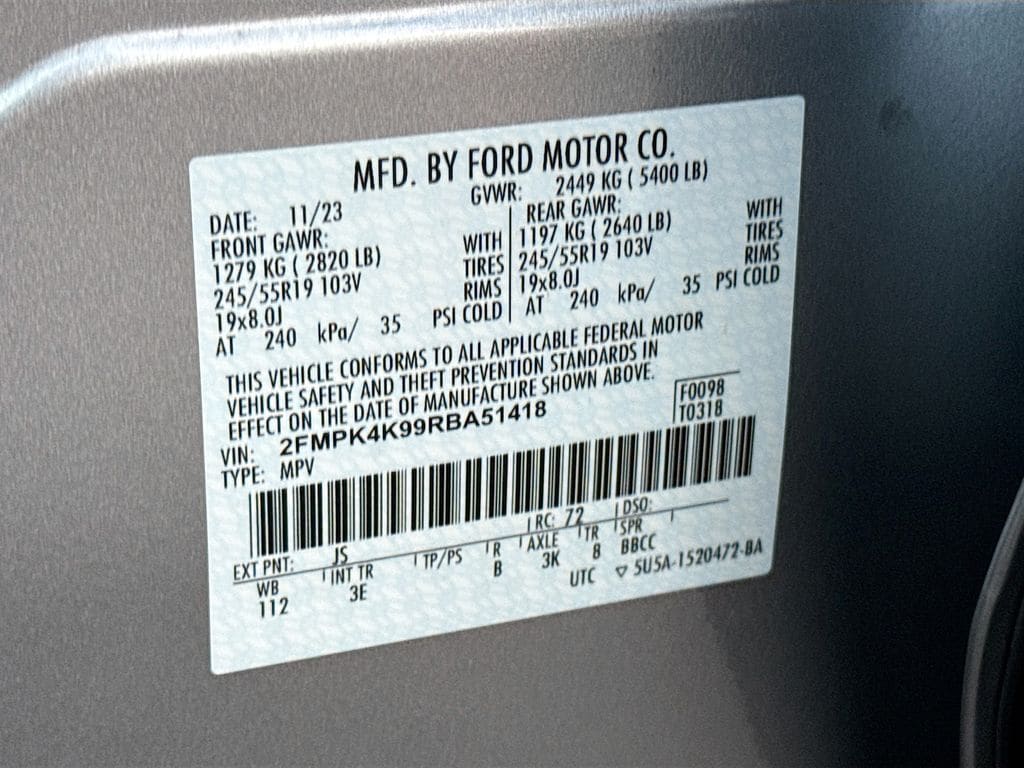 MFD. BY FORD MOTOR CO.
DATE: 11/23 GVWR: 2449 KG ( 5400 LB)
FRONT GAWR: REAR GAWR:
1279 KG ( 2820 LB) WITH 1197 KG ( 2640 LB) WITH
245/55R19 103V TIRES 245/55R19 103V TIRES
19x8.0J RIMS 19x8.0J RIMS
AT 240 kPa/ 35 PSI COLD AT 240 kPa/ 35 PSI COLD
THIS VEHICLE CONFORMS TO ALL APPLICABLE FEDERAL MOTOR
VEHICLE SAFETY AND THEFT PREVENTION STANDARDS IN
EFFECT ON THE DATE OF MANUFACTURE SHOWN ABOVE.
VIN: 2FMPK4K99RBA51418 F0098
TYPE: MPV T0318
EXT PNT: JS RC: 72 DSO:
WB INT TR TP/PS R AXLE TR SPR
112 3E B 3K 8 BBCC
UTC ▽ 5U5A-1520472-BA